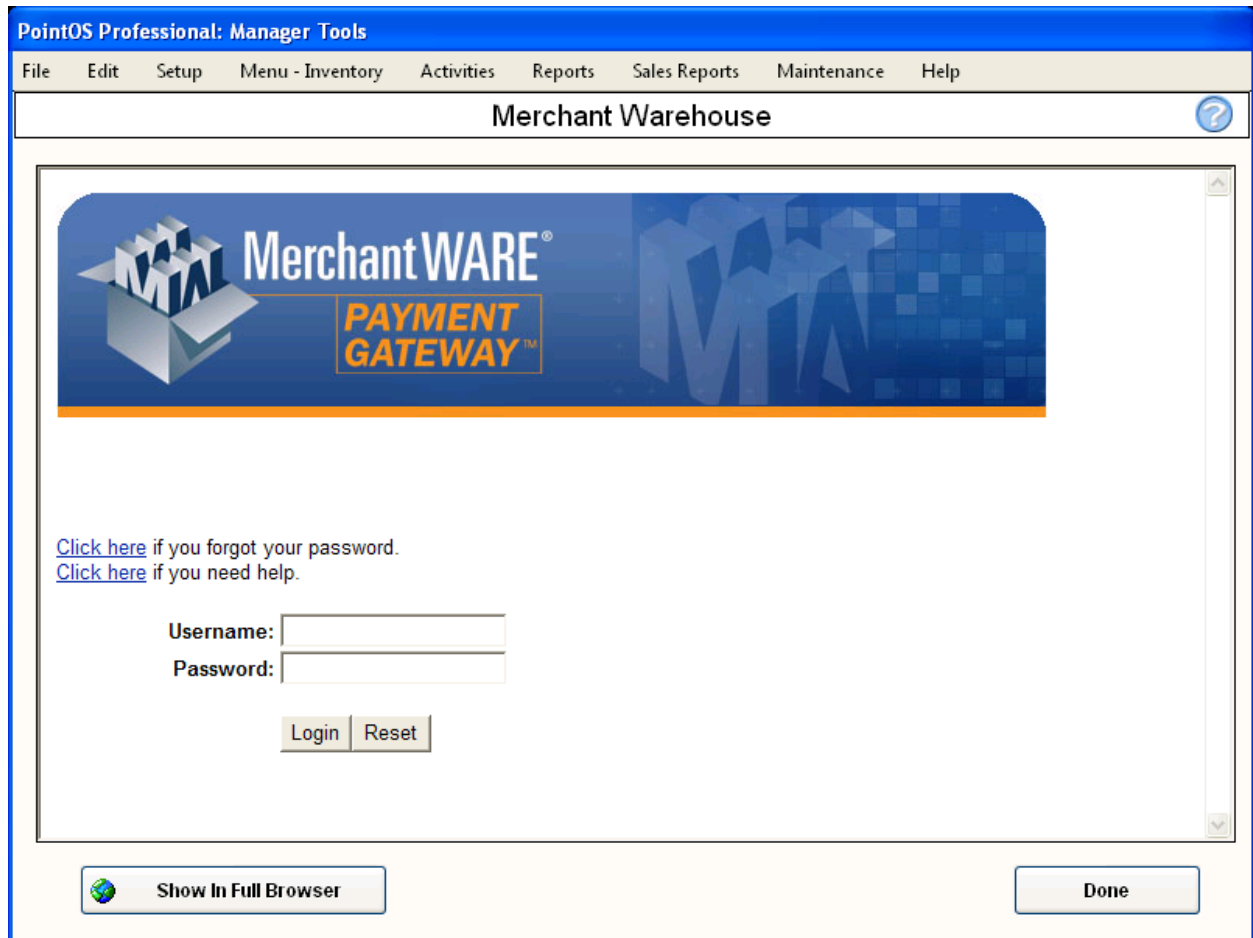 PointOS Professional: Manager Tools
File Edit Setup Menu - Inventory Activities Reports Sales Reports Maintenance Help
Merchant Warehouse
?
MW
MerchantWARE®
PAYMENT
GATEWAY™
MW
Click here if you forgot your password.
Click here if you need help.
Username:
Password:
Login Reset
Show In Full Browser Done